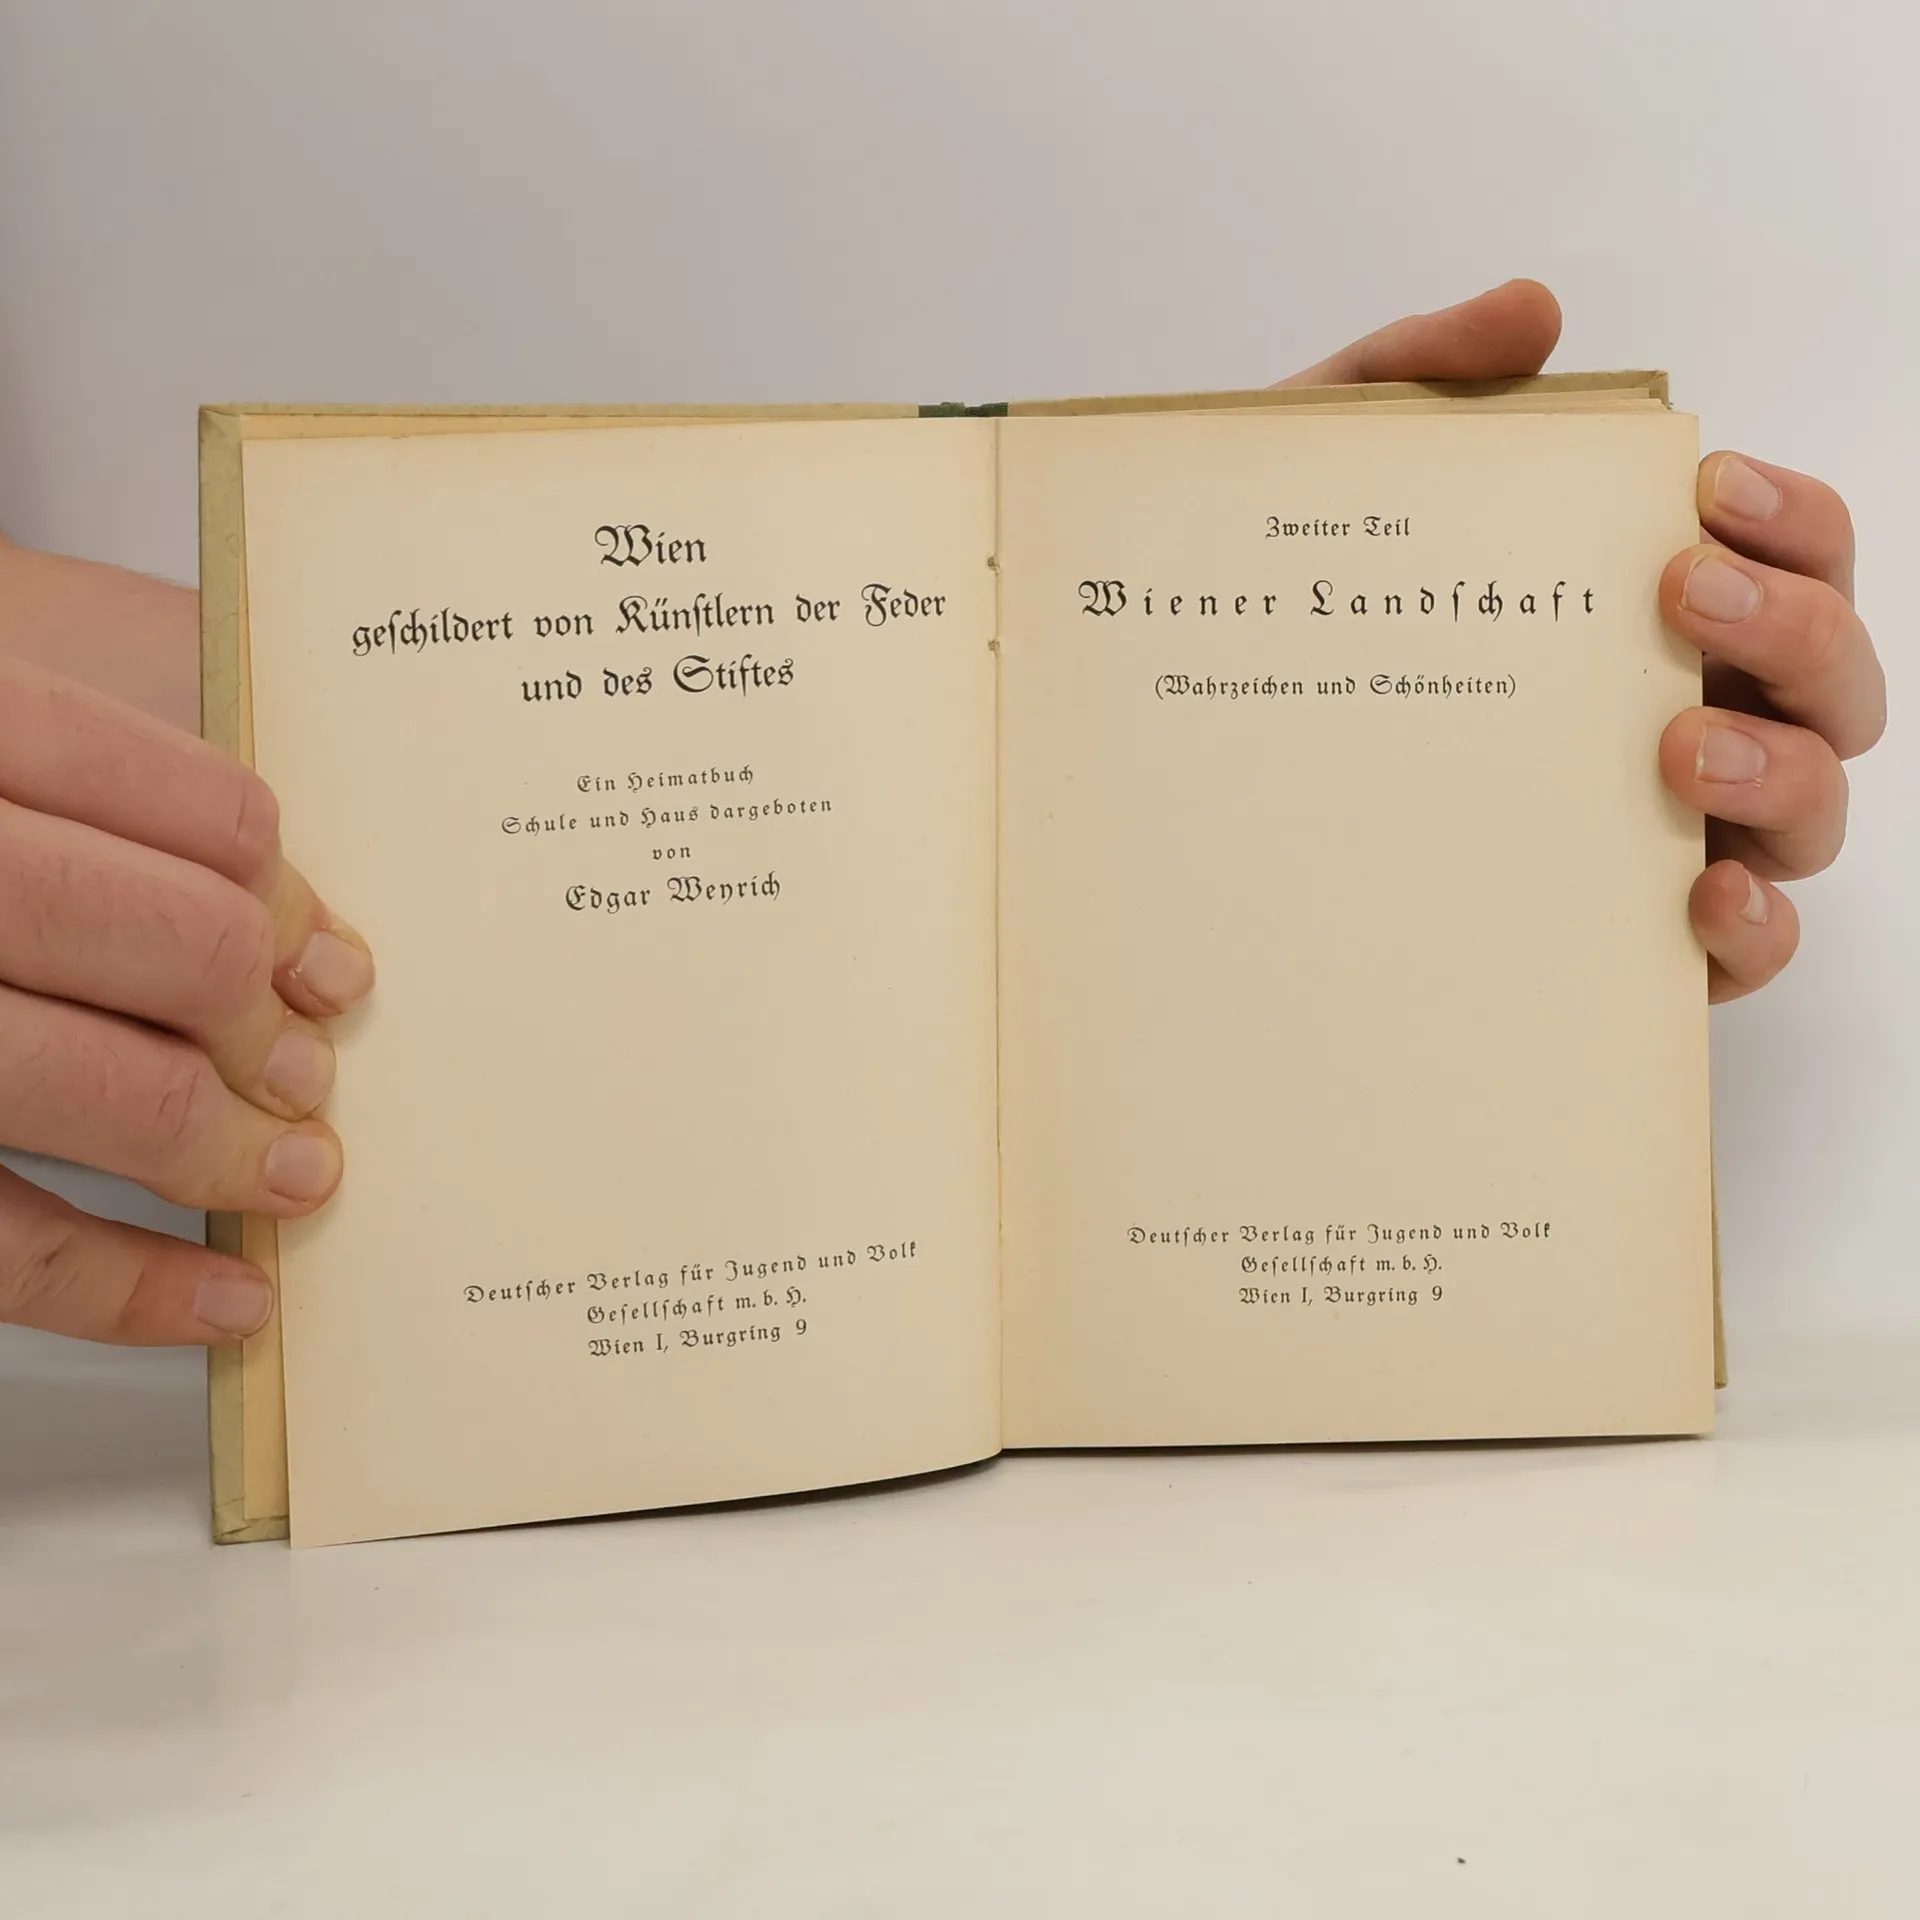 Wien
geſchildert von Künſtlern der Feder
und des Stiftes
Ein Heimatbuch
Schule und Haus dargeboten
von
Edgar Weyrich
Deutſcher Verlag für Jugend und Volk
Geſellſchaft m. b. H.
Wien I, Burgring 9
Zweiter Teil
Wiener Landſchaft
(Wahrzeichen und Schönheiten)
Deutſcher Verlag für Jugend und Volk
Geſellſchaft m. b. H.
Wien I, Burgring 9